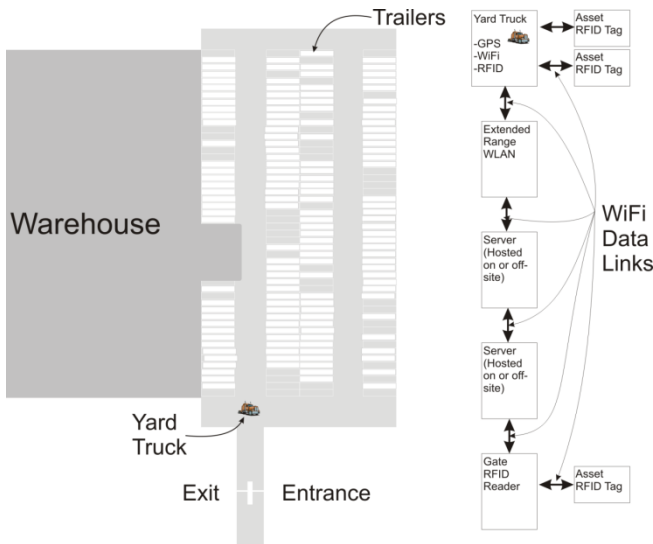 Trailers
Warehouse
Yard
Truck
Exit
Entrance
Yard Truck
-GPS
-WiFi
-RFID
Asset
RFID Tag
Asset
RFID Tag
Extended
Range
WLAN
Server
(Hosted
on or off-
site)
Server
(Hosted
on or off-
site)
Gate
RFID
Reader
Asset
RFID Tag
WiFi
Data
Links